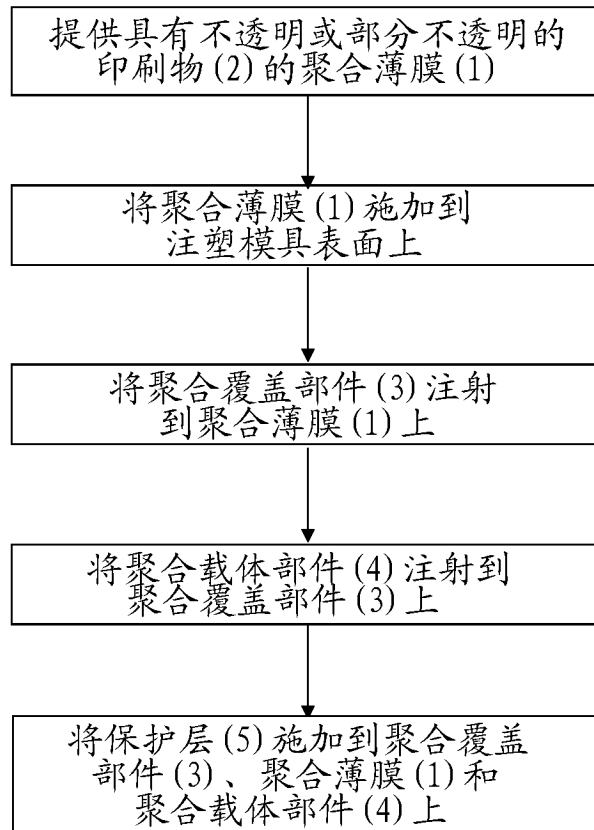 提供具有不透明或部分不透明的
印刷物(2)的聚合薄膜(1)
将聚合薄膜(1)施加到
注塑模具表面上
将聚合覆盖部件(3)注射
到聚合薄膜(1)上
将聚合载体部件(4)注射到
聚合覆盖部件(3)上
将保护层(5)施加到聚合覆盖
部件(3)、聚合薄膜(1)和
聚合载体部件(4)上